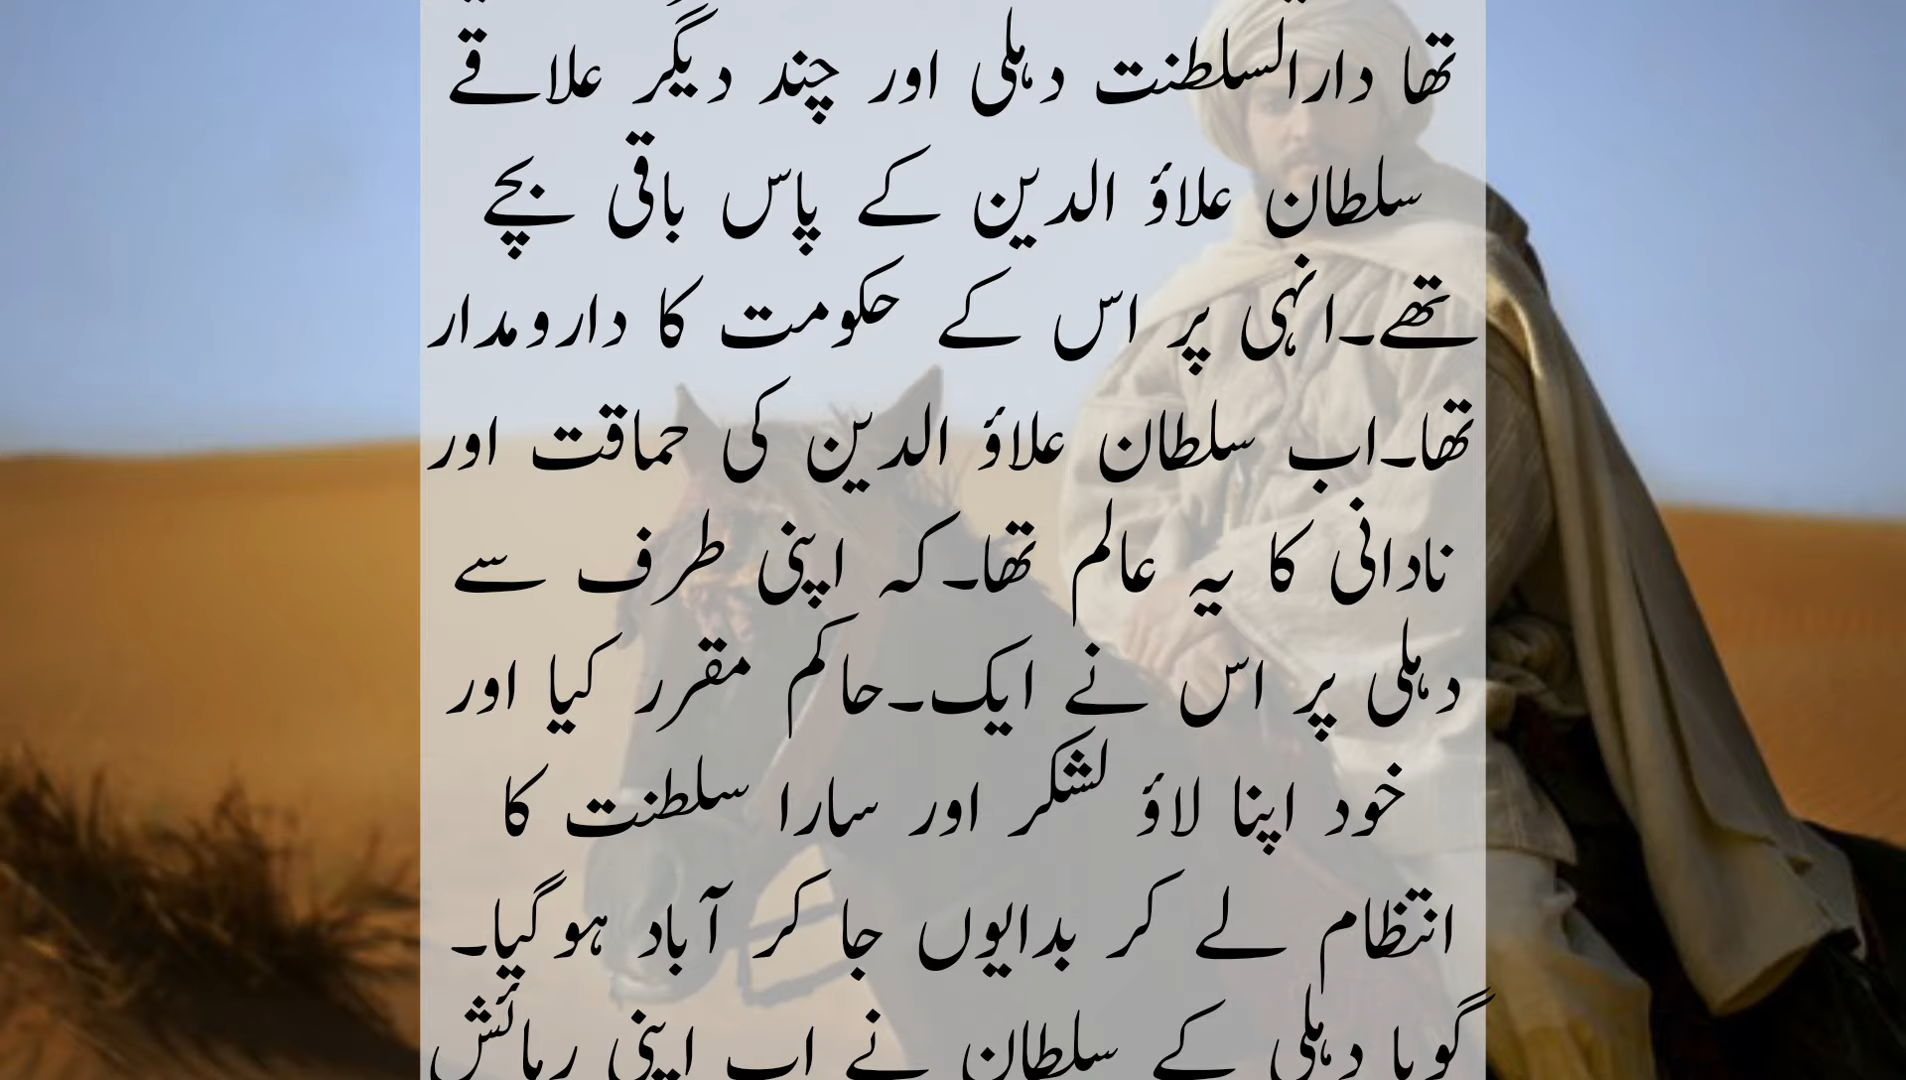 تھا دارالسلطنت دہلی اور چند دیگر علاقے
سلطان علاؤ الدین کے پاس باقی بچے
تھے۔انہی پر اس کے حکومت کا دارومدار
تھا۔اب سلطان علاؤ الدین کی حماقت اور
نادانی کا یہ عالم تھا۔کہ اپنی طرف سے
دہلی پر اس نے ایک۔حاکم مقرر کیا اور
خود اپنا لاؤ لشکر اور سارا سلطنت کا
انتظام لے کر بدایوں جا کر آباد ہوگیا۔
گویا دہلی کے سلطان نے اب اپنی رہائش